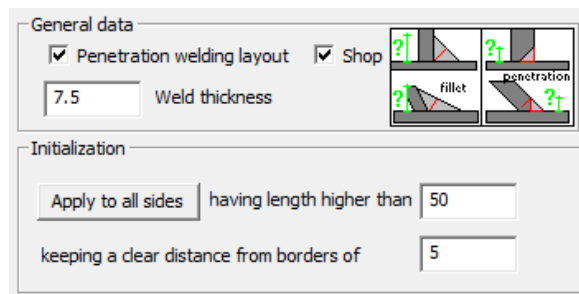 General data
Penetration welding layout
Shop
7.5
Weld thickness
?
?
fillet
penetration
?
?
Initialization
Apply to all sides
having length higher than
50
keeping a clear distance from borders of
5